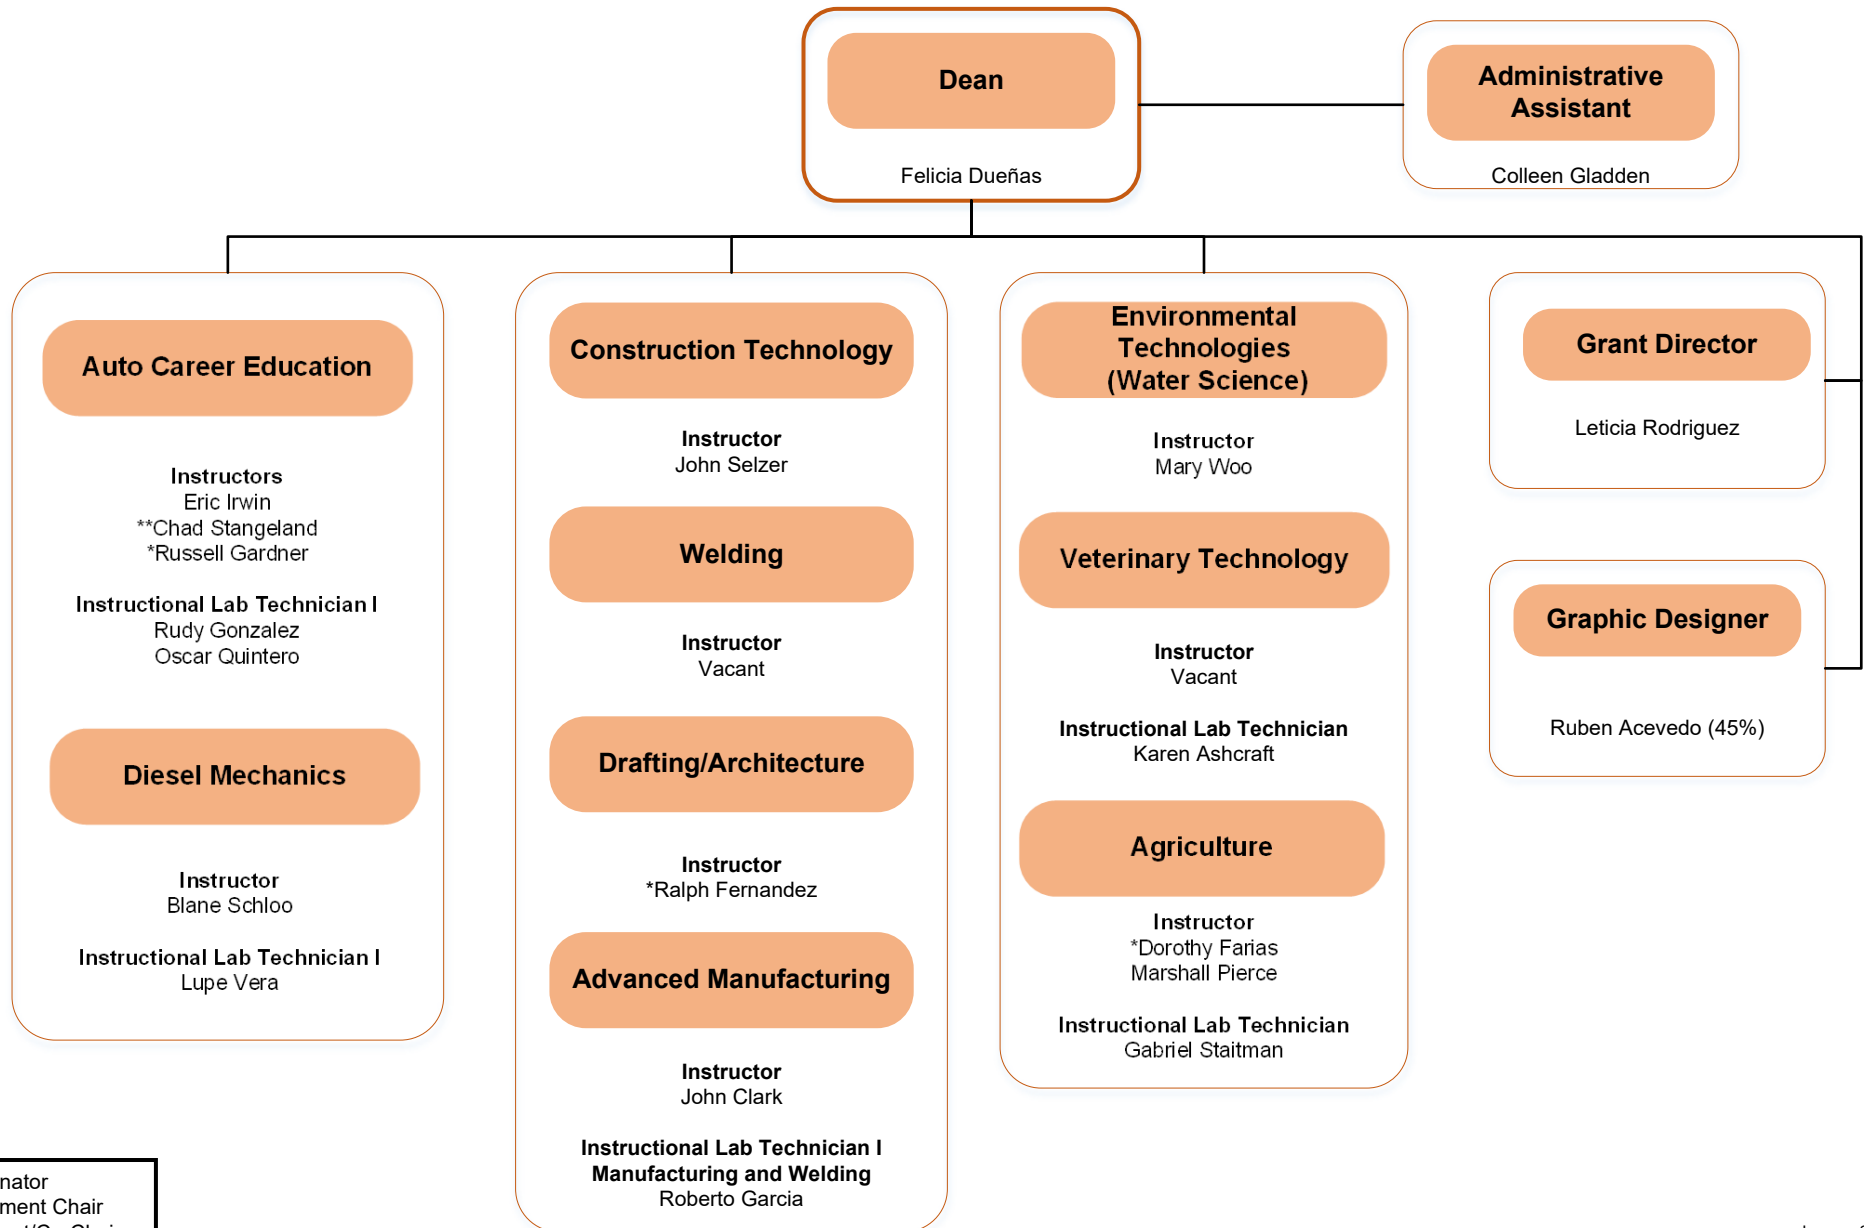 Dean
Felicia Dueñas
Administrative
Assistant
Colleen Gladden
Auto Career Education
Instructors
Eric Irwin
**Chad Stangeland
*Russell Gardner
Instructional Lab Technician I
Rudy Gonzalez
Oscar Quintero
Diesel Mechanics
Instructor
Blane Schloo
Instructional Lab Technician I
Lupe Vera
Construction Technology
Instructor
John Selzer
Welding
Instructor
Vacant
Drafting/Architecture
Instructor
*Ralph Fernandez
Advanced Manufacturing
Instructor
John Clark
Instructional Lab Technician I
Manufacturing and Welding
Roberto Garcia
Environmental
Technologies
(Water Science)
Instructor
Mary Woo
Veterinary Technology
Instructor
Vacant
Instructional Lab Technician
Karen Ashcraft
Agriculture
Instructor
*Dorothy Farias
Marshall Pierce
Instructional Lab Technician
Gabriel Staitman
Grant Director
Leticia Rodriguez
Graphic Designer
Ruben Acevedo (45%)
Chair